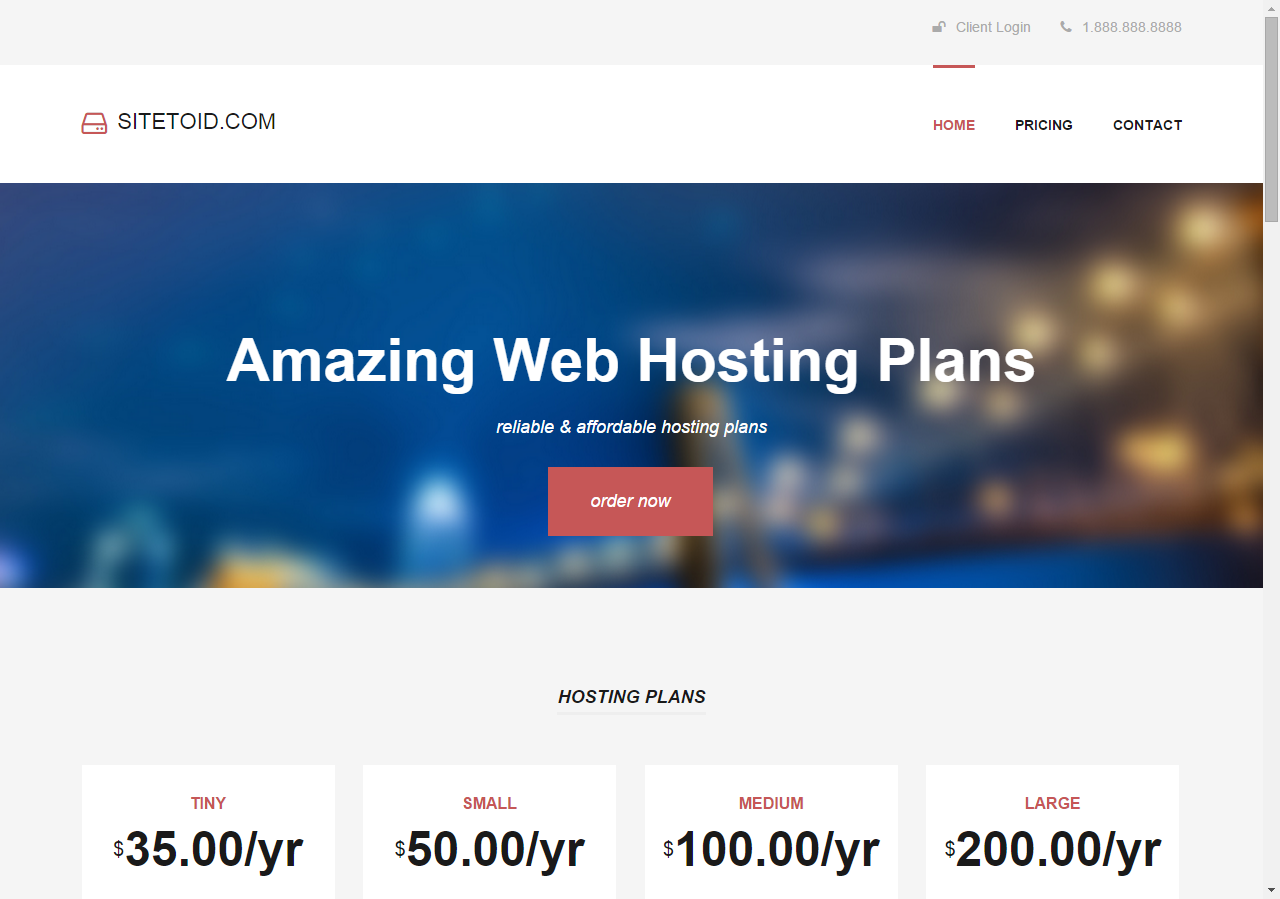 Client Login 1.888.888.8888
SITETOID.COM
HOME PRICING CONTACT
Amazing Web Hosting Plans
reliable & affordable hosting plans
order now
HOSTING PLANS
TINY SMALL MEDIUM LARGE
$35.00/yr $50.00/yr $100.00/yr $200.00/yr